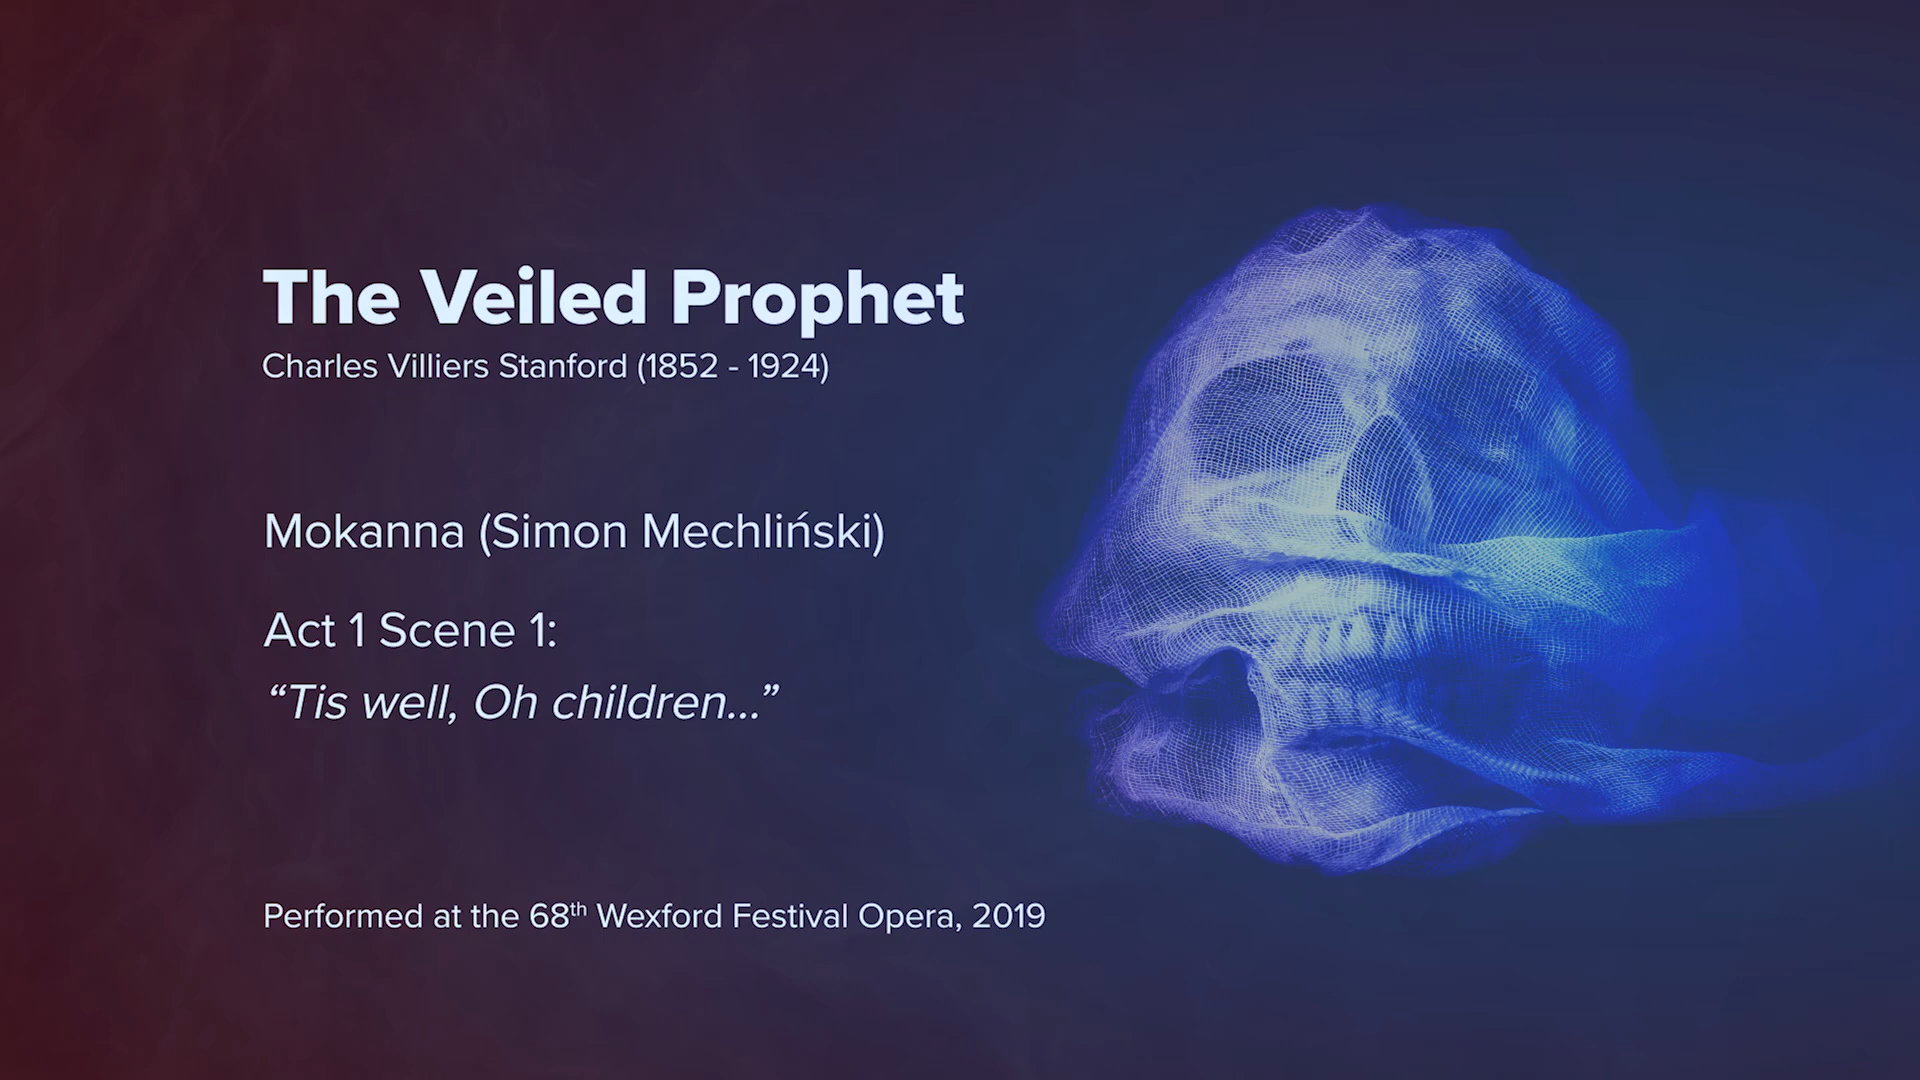 The Veiled Prophet
Charles Villiers Stanford (1852 - 1924)
Mokanna (Simon Mechliński)
Act 1 Scene 1:
“Tis well, Oh children...”
Performed at the 68th Wexford Festival Opera, 2019